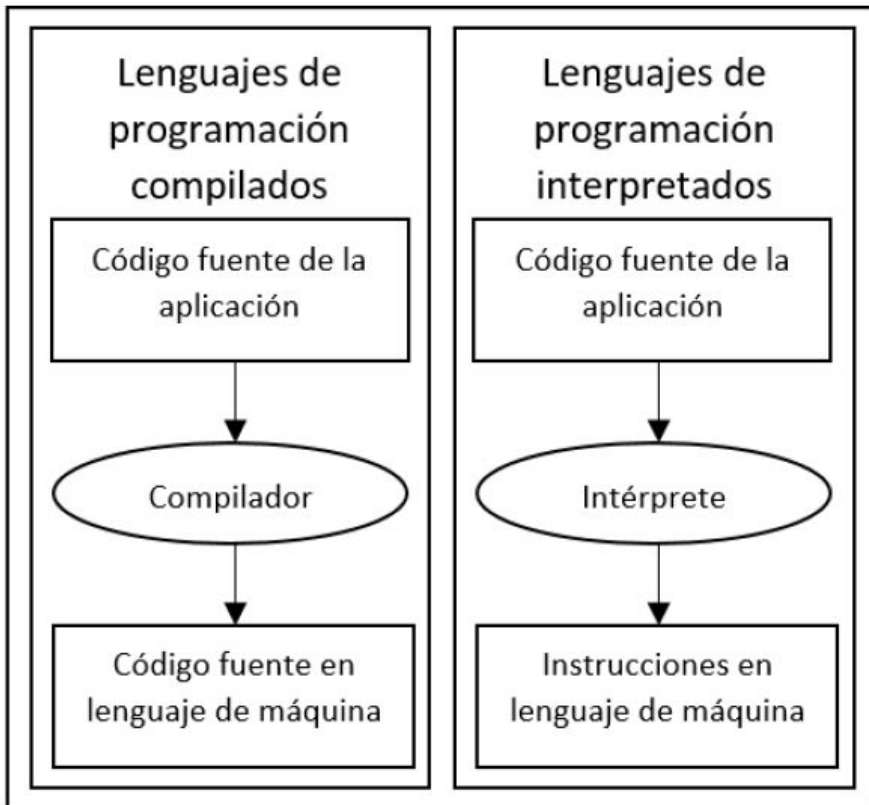 Lenguajes de
programación
compilados
Código fuente de la
aplicación
Compilador
Código fuente en
lenguaje de máquina
Lenguajes de
programación
interpretados
Código fuente de la
aplicación
Intérprete
Instrucciones en
lenguaje de máquina